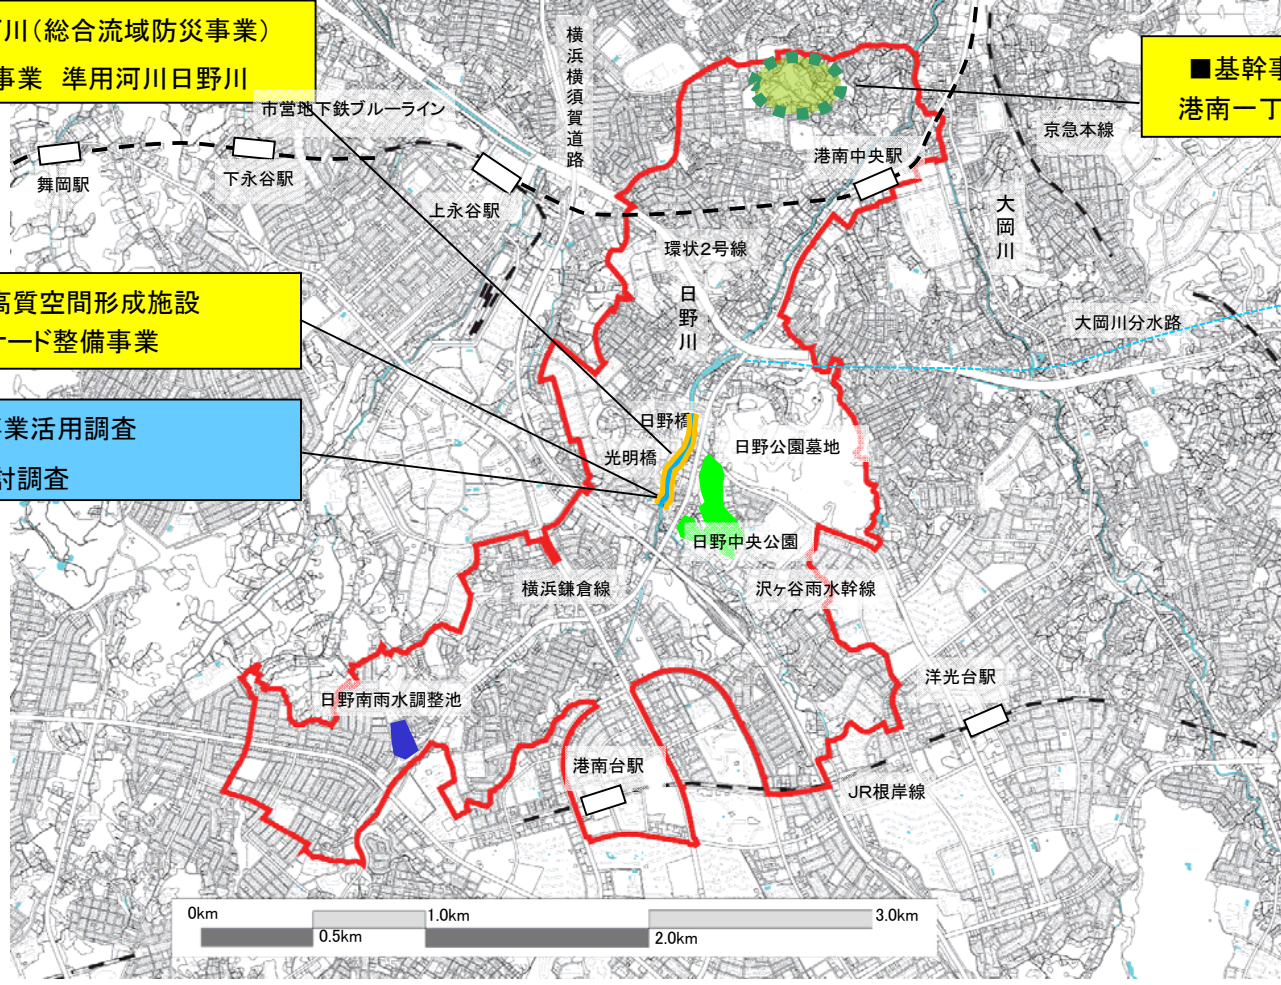 川（総合流域防災事業）
事業 準用河川日野川
■基幹事
港南一丁
市営地下鉄ブルーライン
横浜横須賀道路
京急本線
舞岡駅
下永谷駅
上永谷駅
港南中央駅
大岡川
環状２号線
日野川
高質空間形成施設
ナード整備事業
大岡川分水路
業活用調査
計調査
日野橋
光明橋
日野公園墓地
日野中央公園
横浜鎌倉線
沢ヶ谷雨水幹線
洋光台駅
日野南雨水調整池
港南台駅
JR根岸線
0km
1.0km
3.0km
0.5km
2.0km